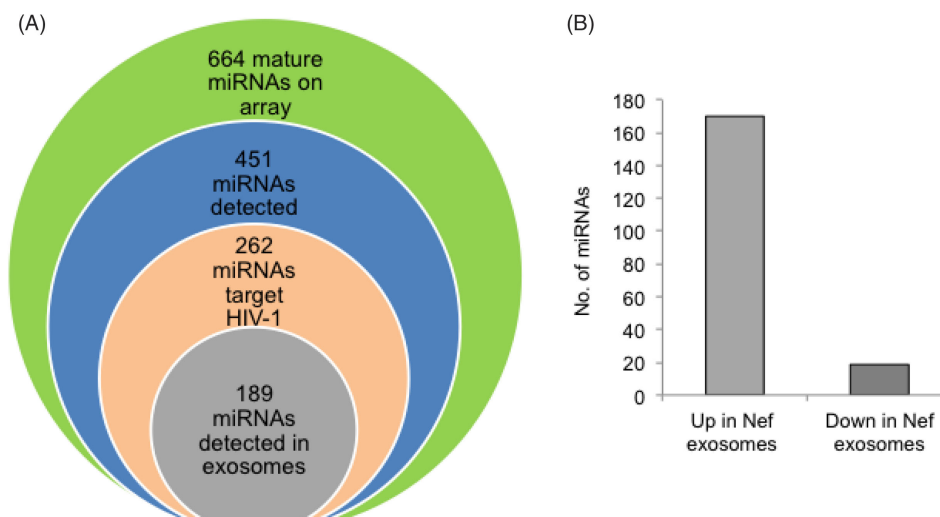 (A)
664 mature
miRNAs on
array
451
miRNAs
detected
262
miRNAs
target
HIV-1
189
miRNAs
detected in
exosomes
(B)
No. of miRNAs
180
160
140
120
100
80
60
40
20
0
Up in Nef
exosomes
Down in Nef
exosomes